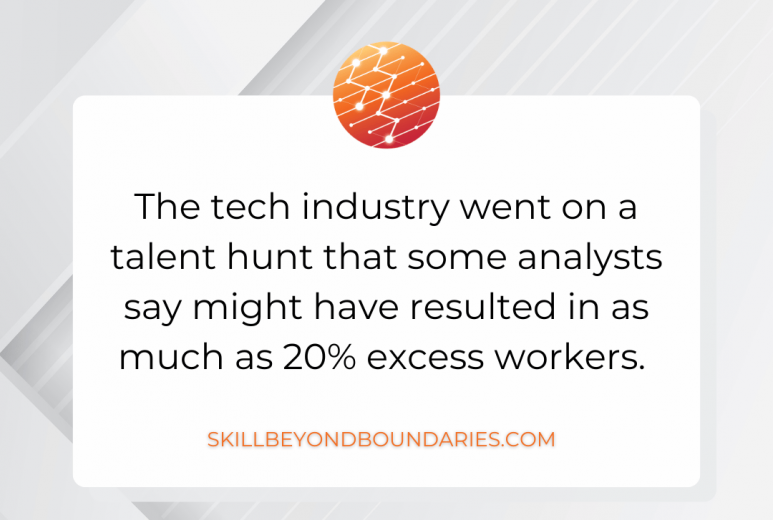 The tech industry went on a
talent hunt that some analysts
say might have resulted in as
much as 20% excess workers.
SKILLBEYONDBOUNDARIES.COM